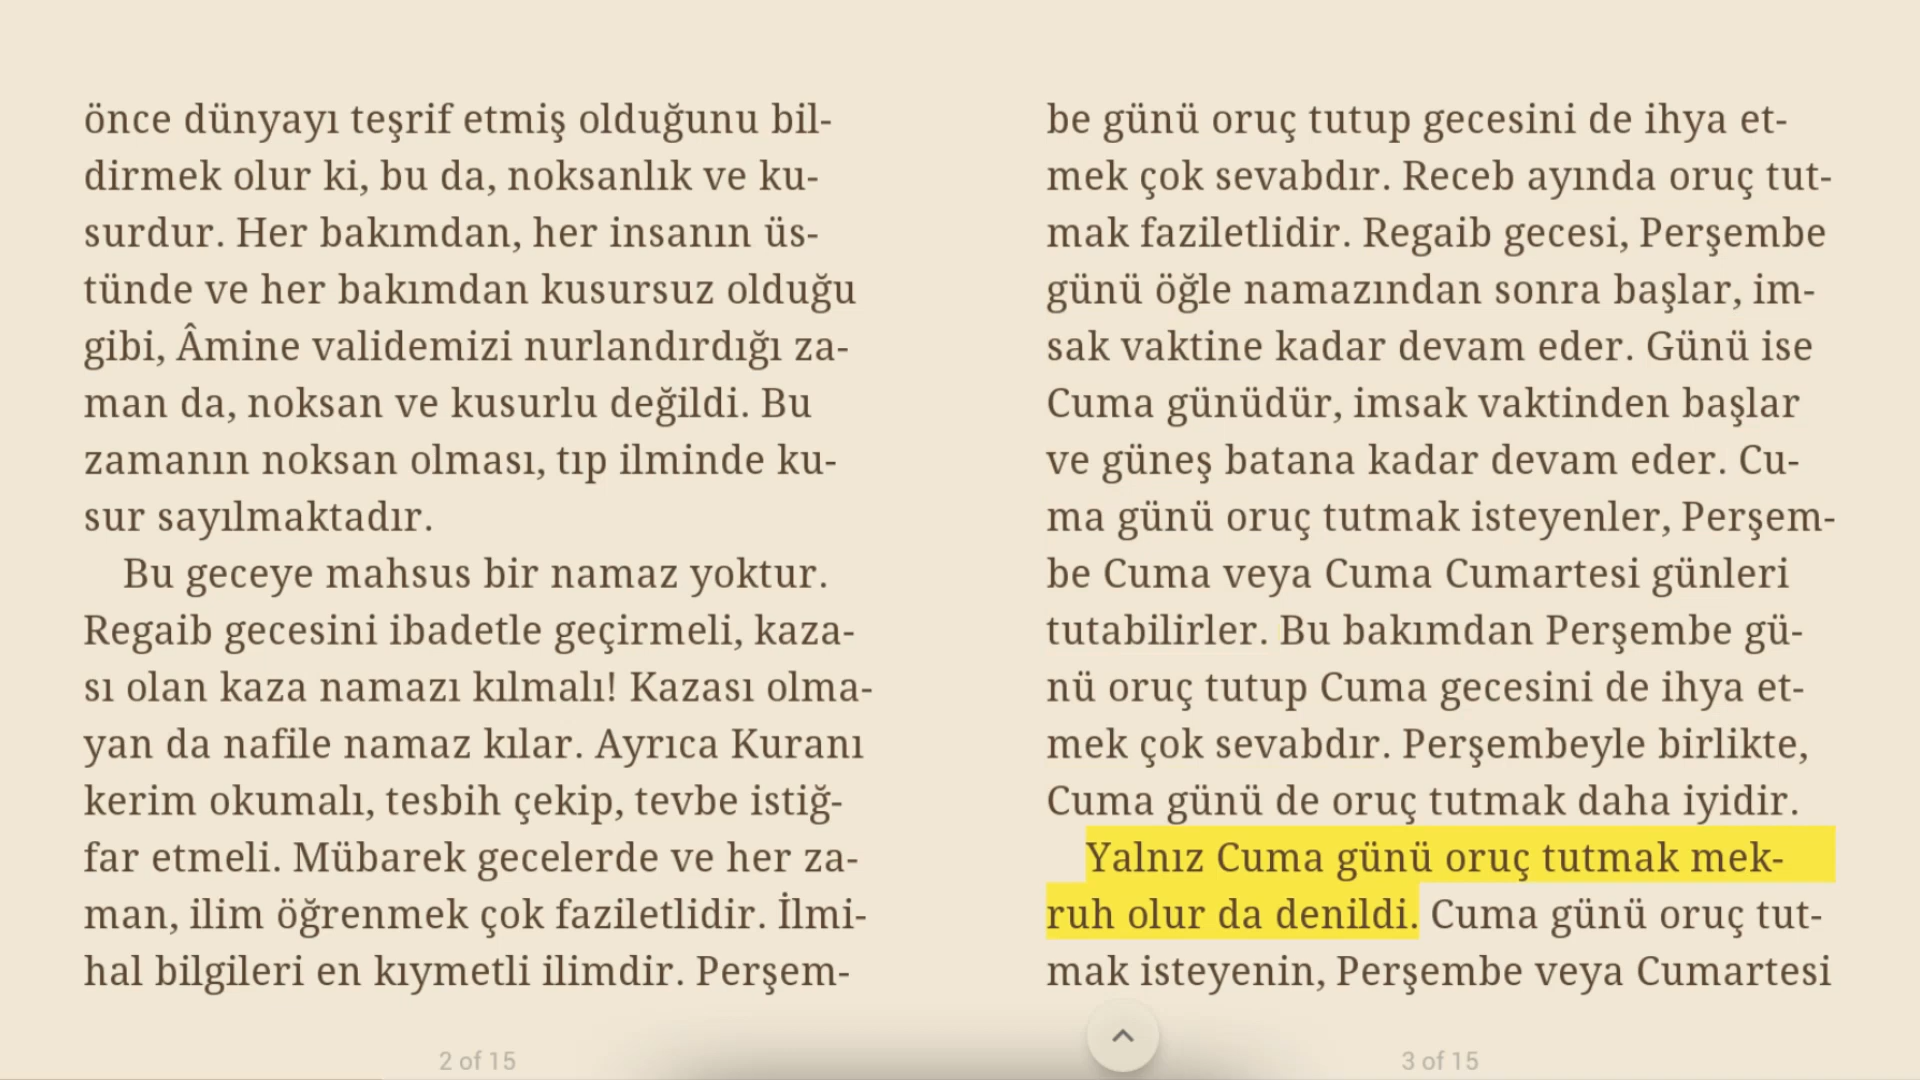 önce dünyayı teşrif etmiş olduğunu bil-
dirmek olur ki, bu da, noksanlık ve ku-
surdur. Her bakımdan, her insanın üs-
tünde ve her bakımdan kusursuz olduğu
gibi, Âmine validemizi nurlandırdığı za-
man da, noksan ve kusurlu değildi. Bu
zamanın noksan olması, tıp ilminde ku-
sur sayılmaktadır.
Bu geceye mahsus bir namaz yoktur.
Regaib gecesini ibadetle geçirmeli, kaza-
sı olan kaza namazı kılmalı! Kazası olma-
yan da nafile namaz kılar. Ayrıca Kuranı
kerim okumalı, tesbih çekip, tevbe istiğ-
far etmeli. Mübarek gecelerde ve her za-
man, ilim öğrenmek çok faziletlidir. İlmi-
hal bilgileri en kıymetli ilimdir. Perşem-
2 of 15
be günü oruç tutup gecesini de ihya et-
mek çok sevabdır. Receb ayında oruç tut-
mak faziletlidir. Regaib gecesi, Perşembe
günü öğle namazından sonra başlar, im-
sak vaktine kadar devam eder. Günü ise
Cuma günüdür, imsak vaktinden başlar
ve güneş batana kadar devam eder. Cu-
ma günü oruç tutmak isteyenler, Perşem-
be Cuma veya Cuma Cumartesi günleri
tutabilirler. Bu bakımdan Perşembe gü-
nü oruç tutup Cuma gecesini de ihya et-
mek çok sevabdır. Perşembeyle birlikte,
Cuma günü de oruç tutmak daha iyidir.
Yalnız Cuma günü oruç tutmak mek-
ruh olur da denildi. Cuma günü oruç tut-
mak isteyenin, Perşembe veya Cumartesi
3 of 15